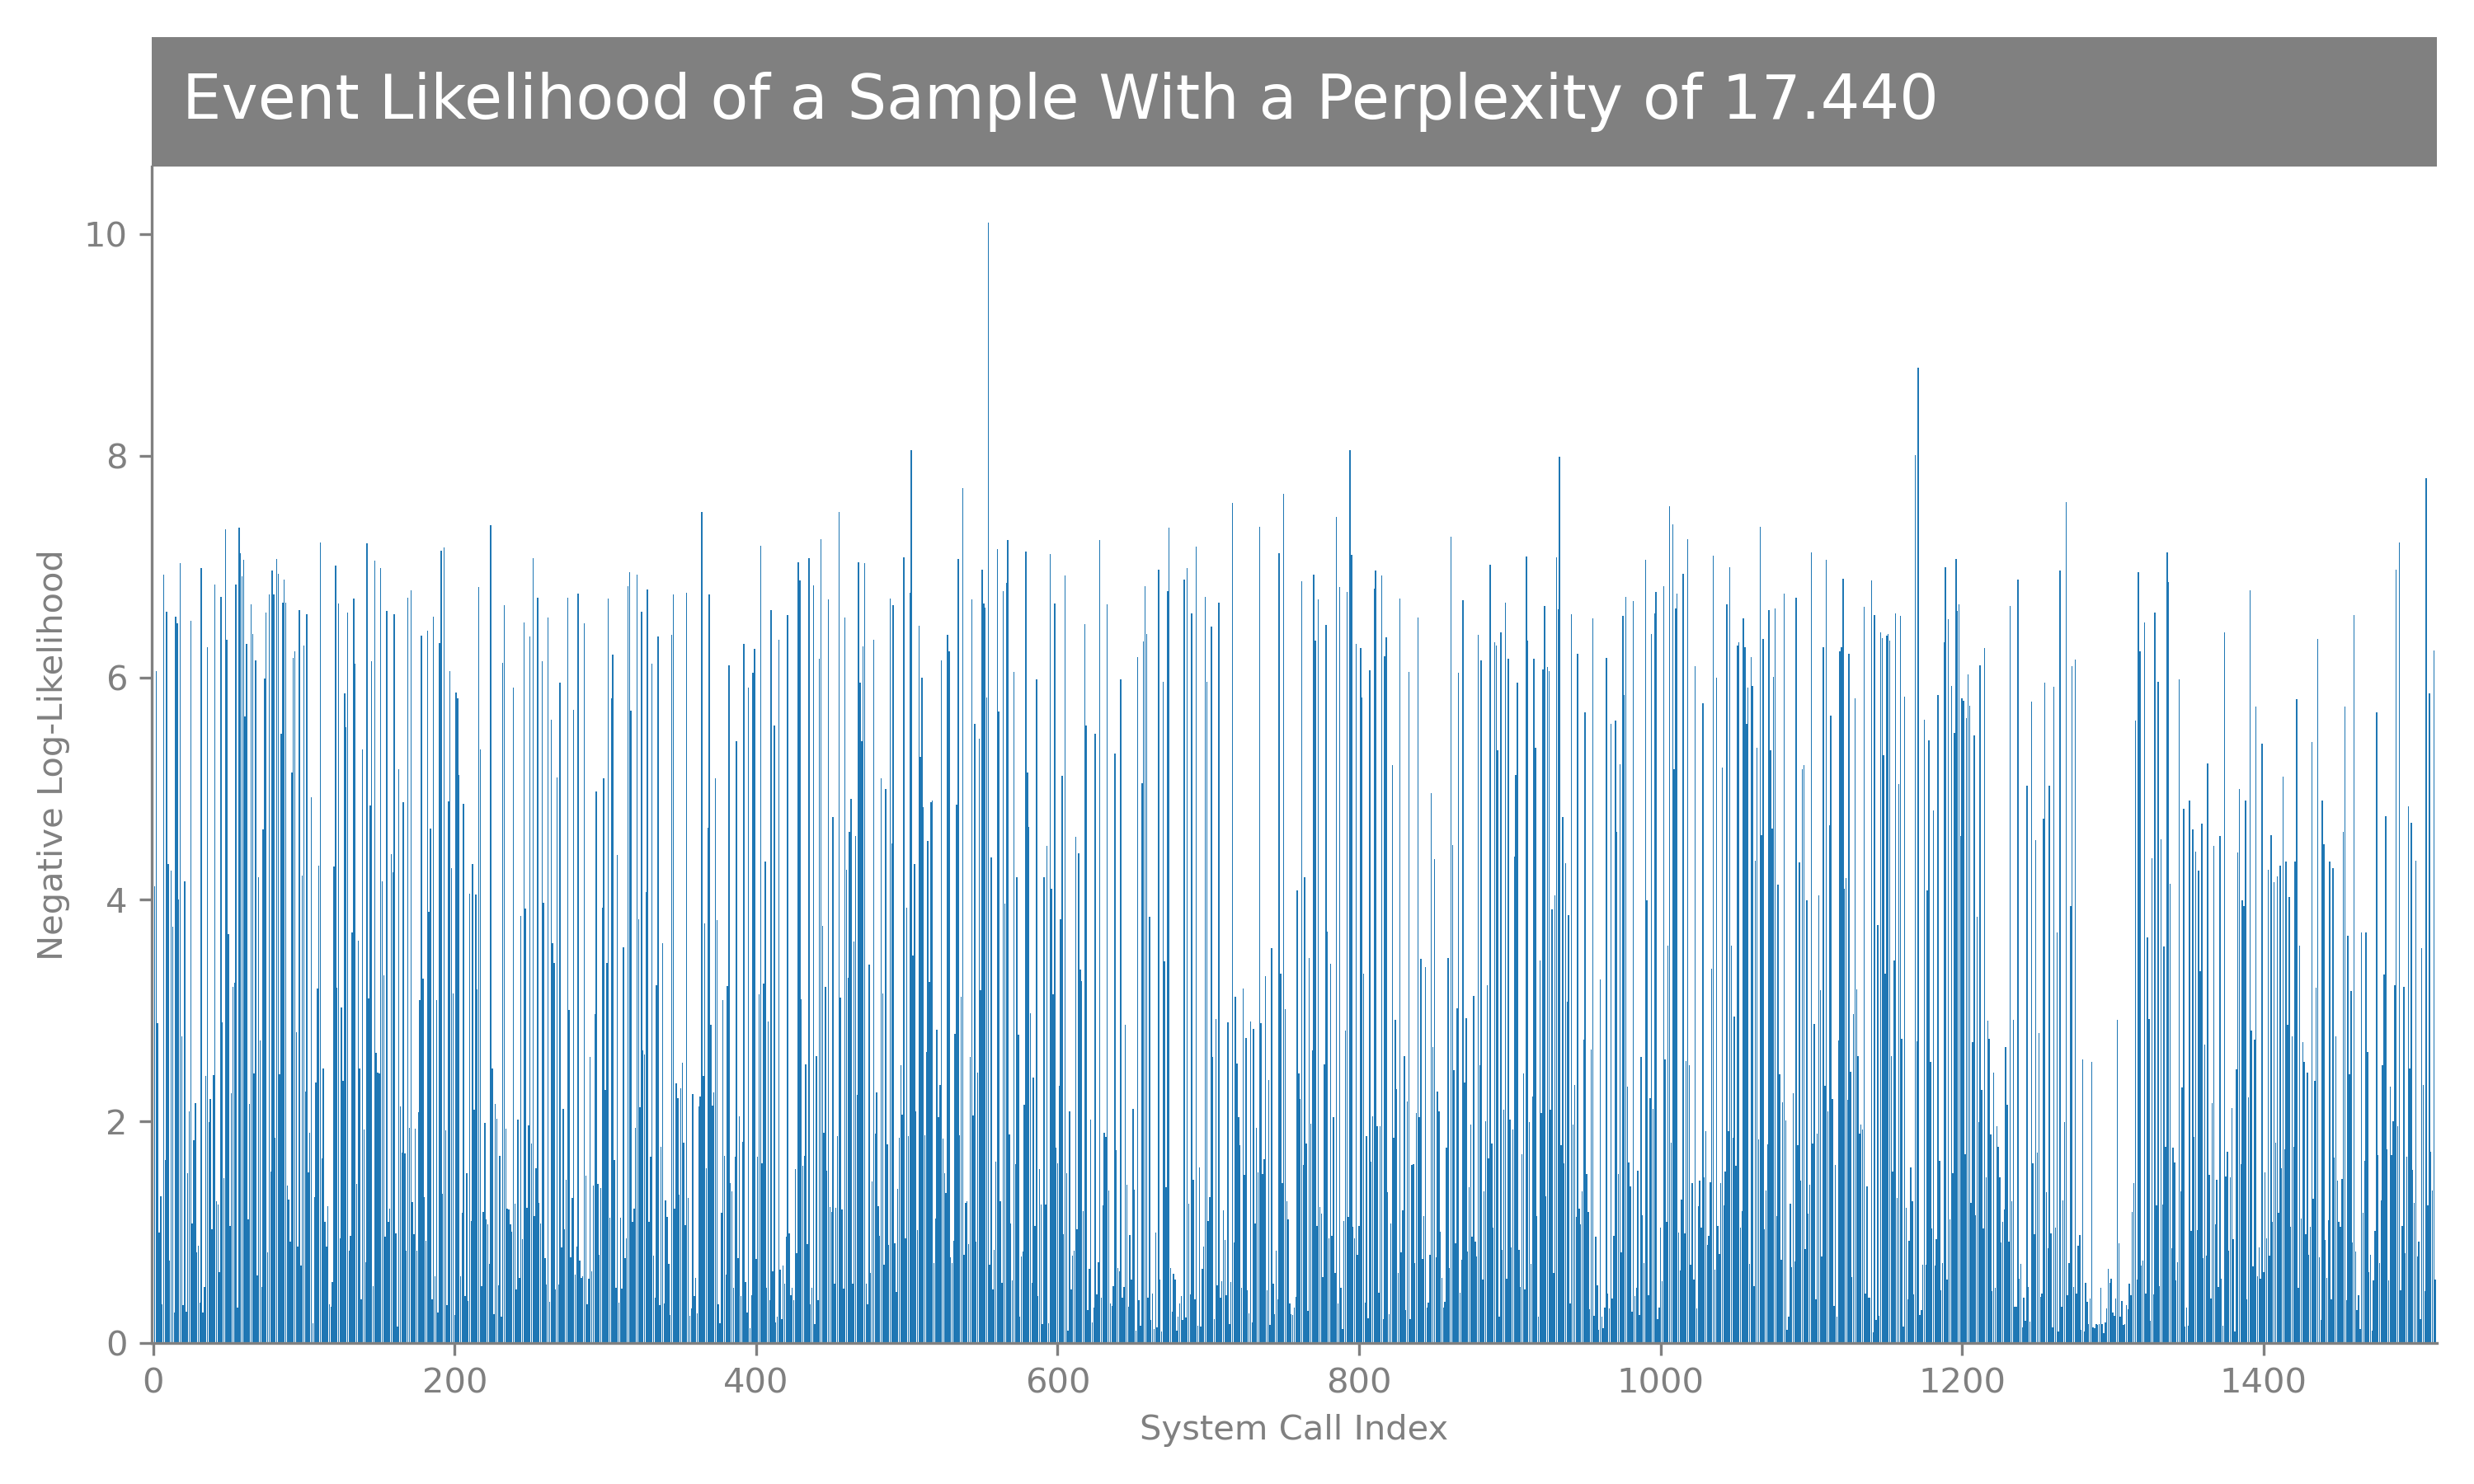 Event Likelihood of a Sample With a Perplexity of 17.440
10
8
6
4
2
0
Negative Log-Likelihood
0 200 400 600 800 1000 1200 1400
System Call Index